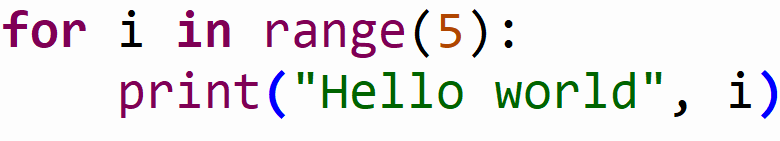 for i in range(5):
    print("Hello world", i)